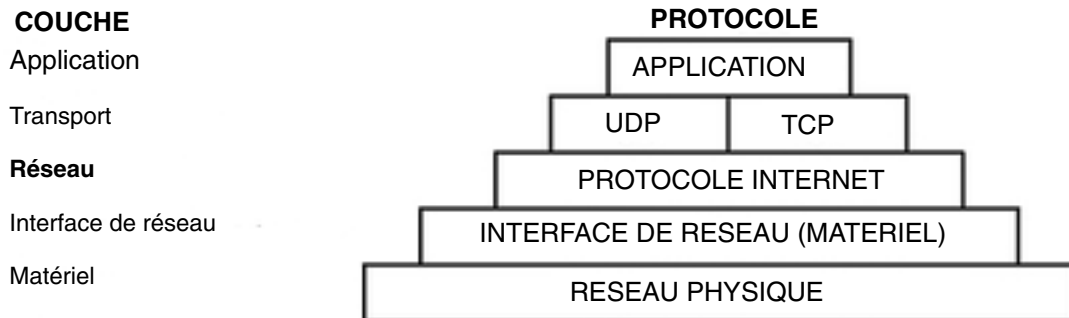 COUCHE PROTOCOLE
Application APPLICATION
Transport UDP TCP
Réseau PROTOCOLE INTERNET
Interface de réseau INTERFACE DE RESEAU (MATERIEL)
Matériel RESEAU PHYSIQUE